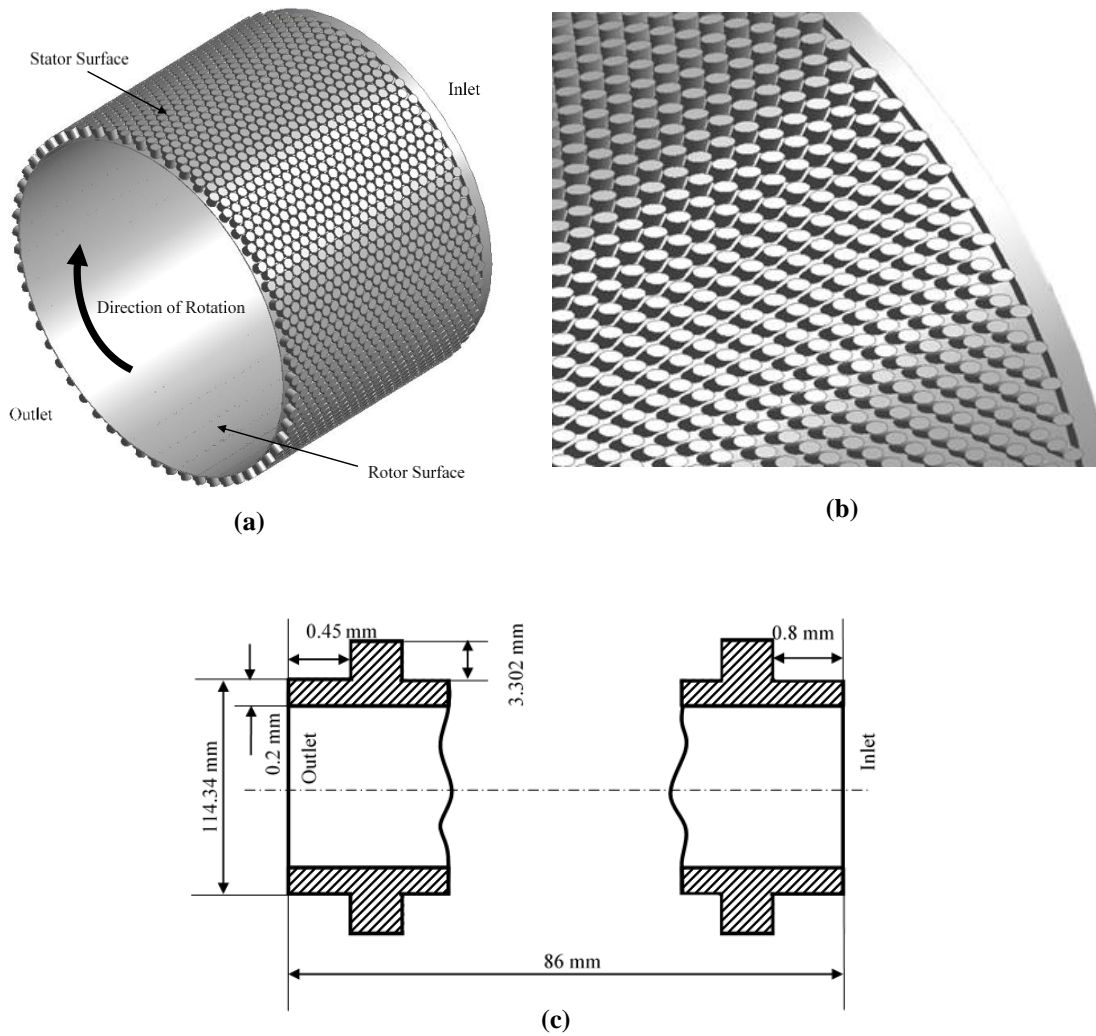 Stator Surface
Inlet
Direction of Rotation
Outlet
Rotor Surface
(a)
(b)
0.45 mm
0.8 mm
3.302 mm
0.2 mm
Outlet
Inlet
114.34 mm
86 mm
(c)